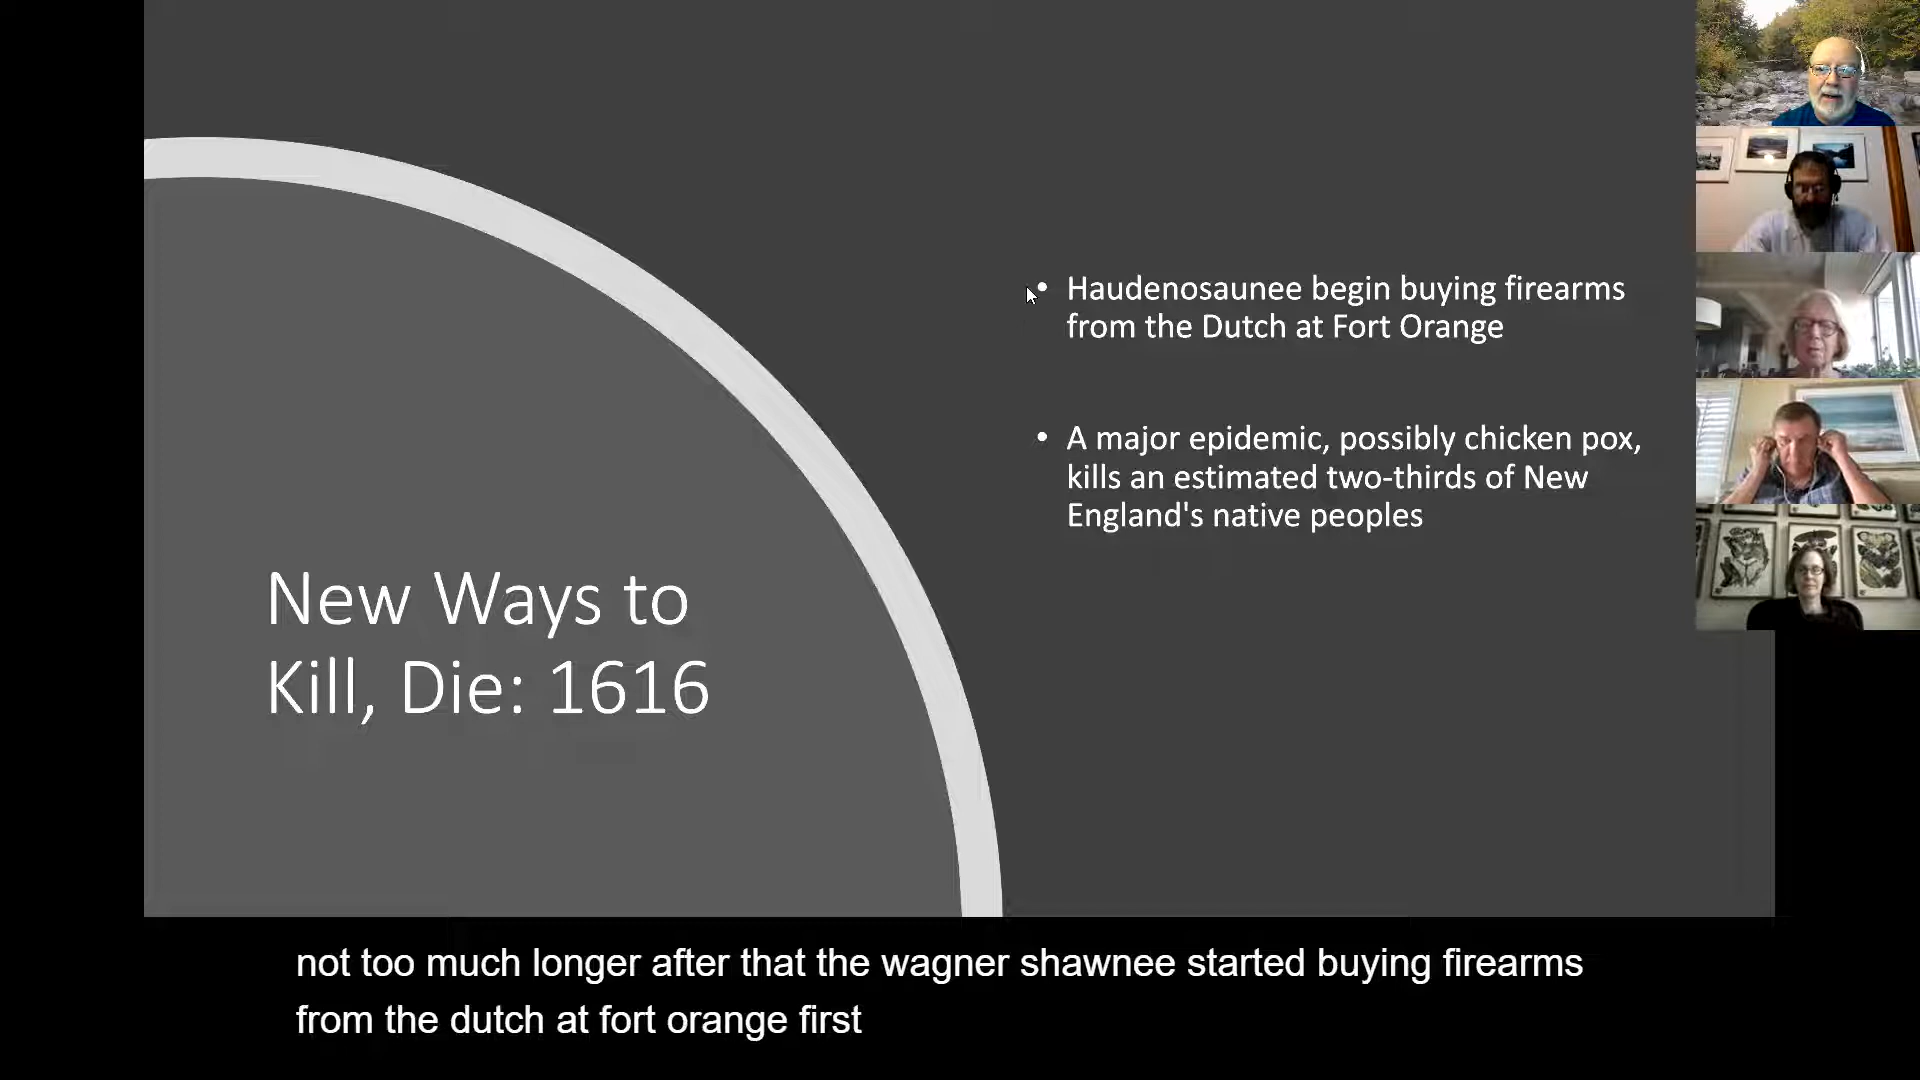 New Ways to
Kill, Die: 1616
• Haudenosaunee begin buying firearms
from the Dutch at Fort Orange
• A major epidemic, possibly chicken pox,
kills an estimated two-thirds of New
England's native peoples
not too much longer after that the wagner shawnee started buying firearms
from the dutch at fort orange first